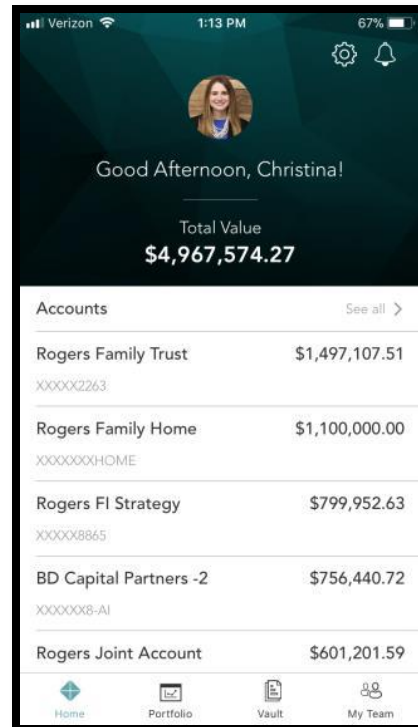 Verizon 1:13 PM 67%
Good Afternoon, Christina!
Total Value
$4,967,574.27
Accounts See all >
Rogers Family Trust $1,497,107.51
XXXXX2263
Rogers Family Home $1,100,000.00
XXXXXXXHOME
Rogers FI Strategy $799,952.63
XXXXX8865
BD Capital Partners -2 $756,440.72
XXXXXX8-AI
Rogers Joint Account $601,201.59
Home Portfolio Vault My Team